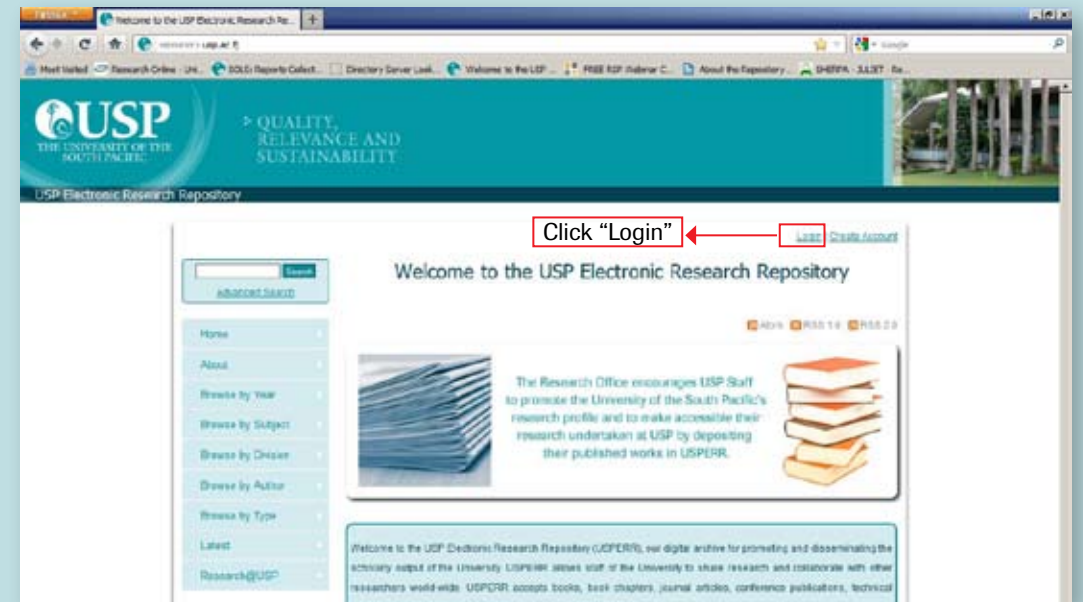 Welcome to the USP Electronic Research Re...
repository.usp.ac.fj
Google
Most Visited Research Online - Uni... SOLEs Reports Collect... Directory Server Look... Welcome to the USP ... FREE RSP Webinar C... About the Repository... SHERPA - JULIET - Re...
USP
THE UNIVERSITY OF THE
SOUTH PACIFIC
QUALITY,
RELEVANCE AND
SUSTAINABILITY
USP Electronic Research Repository
Click “Login” Login Create Account
Search
Advanced Search
Welcome to the USP Electronic Research Repository
Atom RSS 1.0 RSS 2.0
Home
About
Browse by Year
Browse by Subject
Browse by Division
Browse by Author
Browse by Type
Latest
Research@USP
The Research Office encourages USP Staff
to promote the University of the South Pacific's
research profile and to make accessible their
research undertaken at USP by depositing
their published works in USPERR.
Welcome to the USP Electronic Research Repository (USPERR), our digital archive for promoting and disseminating the
scholarly output of the University. USPERR allows staff of the University to share research and collaborate with other
researchers world-wide. USPERR accepts books, book chapters, journal articles, conference publications, technical